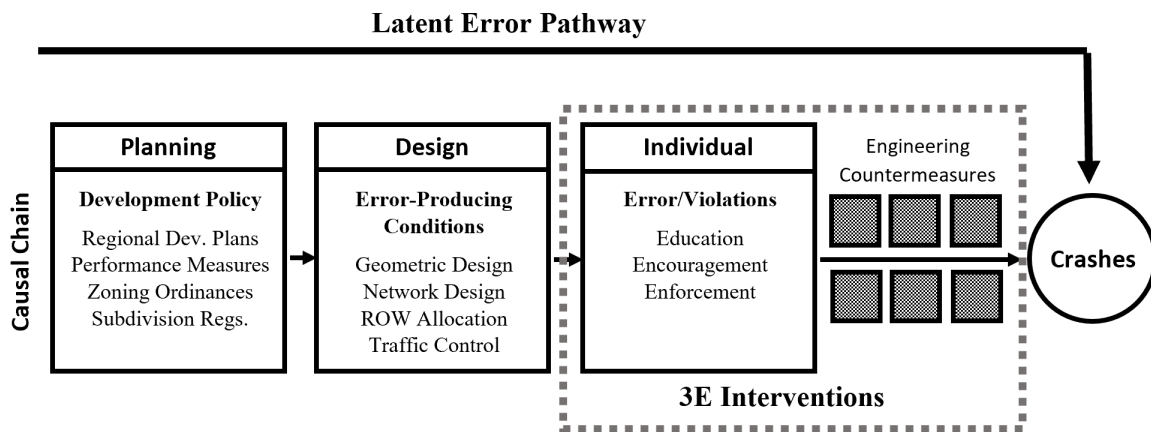 Latent Error Pathway
Causal Chain
Planning
Development Policy
Regional Dev. Plans
Performance Measures
Zoning Ordinances
Subdivision Regs.
Design
Error-Producing
Conditions
Geometric Design
Network Design
ROW Allocation
Traffic Control
Individual
Error/Violations
Education
Encouragement
Enforcement
Engineering
Countermeasures
Crashes
3E Interventions